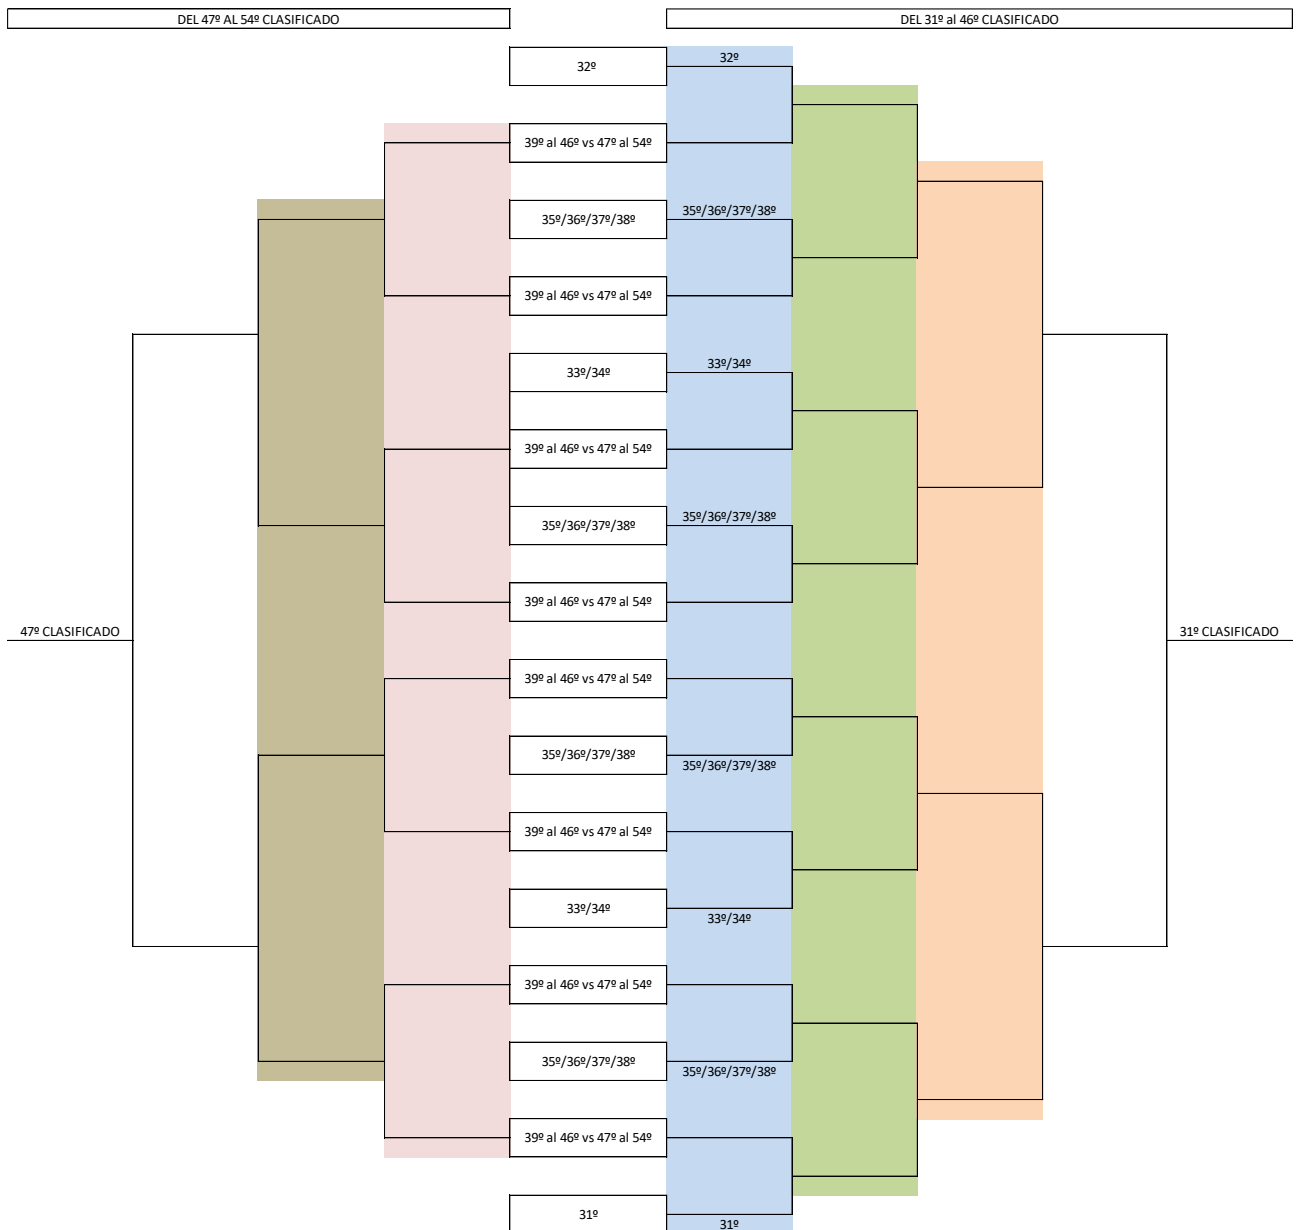 DEL 47º AL 54º CLASIFICADO
DEL 31º al 46º CLASIFICADO
32º
32º
39º al 46º vs 47º al 54º
35º/36º/37º/38º
35º/36º/37º/38º
39º al 46º vs 47º al 54º
33º/34º
33º/34º
39º al 46º vs 47º al 54º
35º/36º/37º/38º
35º/36º/37º/38º
39º al 46º vs 47º al 54º
47º CLASIFICADO
31º CLASIFICADO
39º al 46º vs 47º al 54º
35º/36º/37º/38º
35º/36º/37º/38º
39º al 46º vs 47º al 54º
33º/34º
33º/34º
39º al 46º vs 47º al 54º
35º/36º/37º/38º
35º/36º/37º/38º
39º al 46º vs 47º al 54º
31º
31º